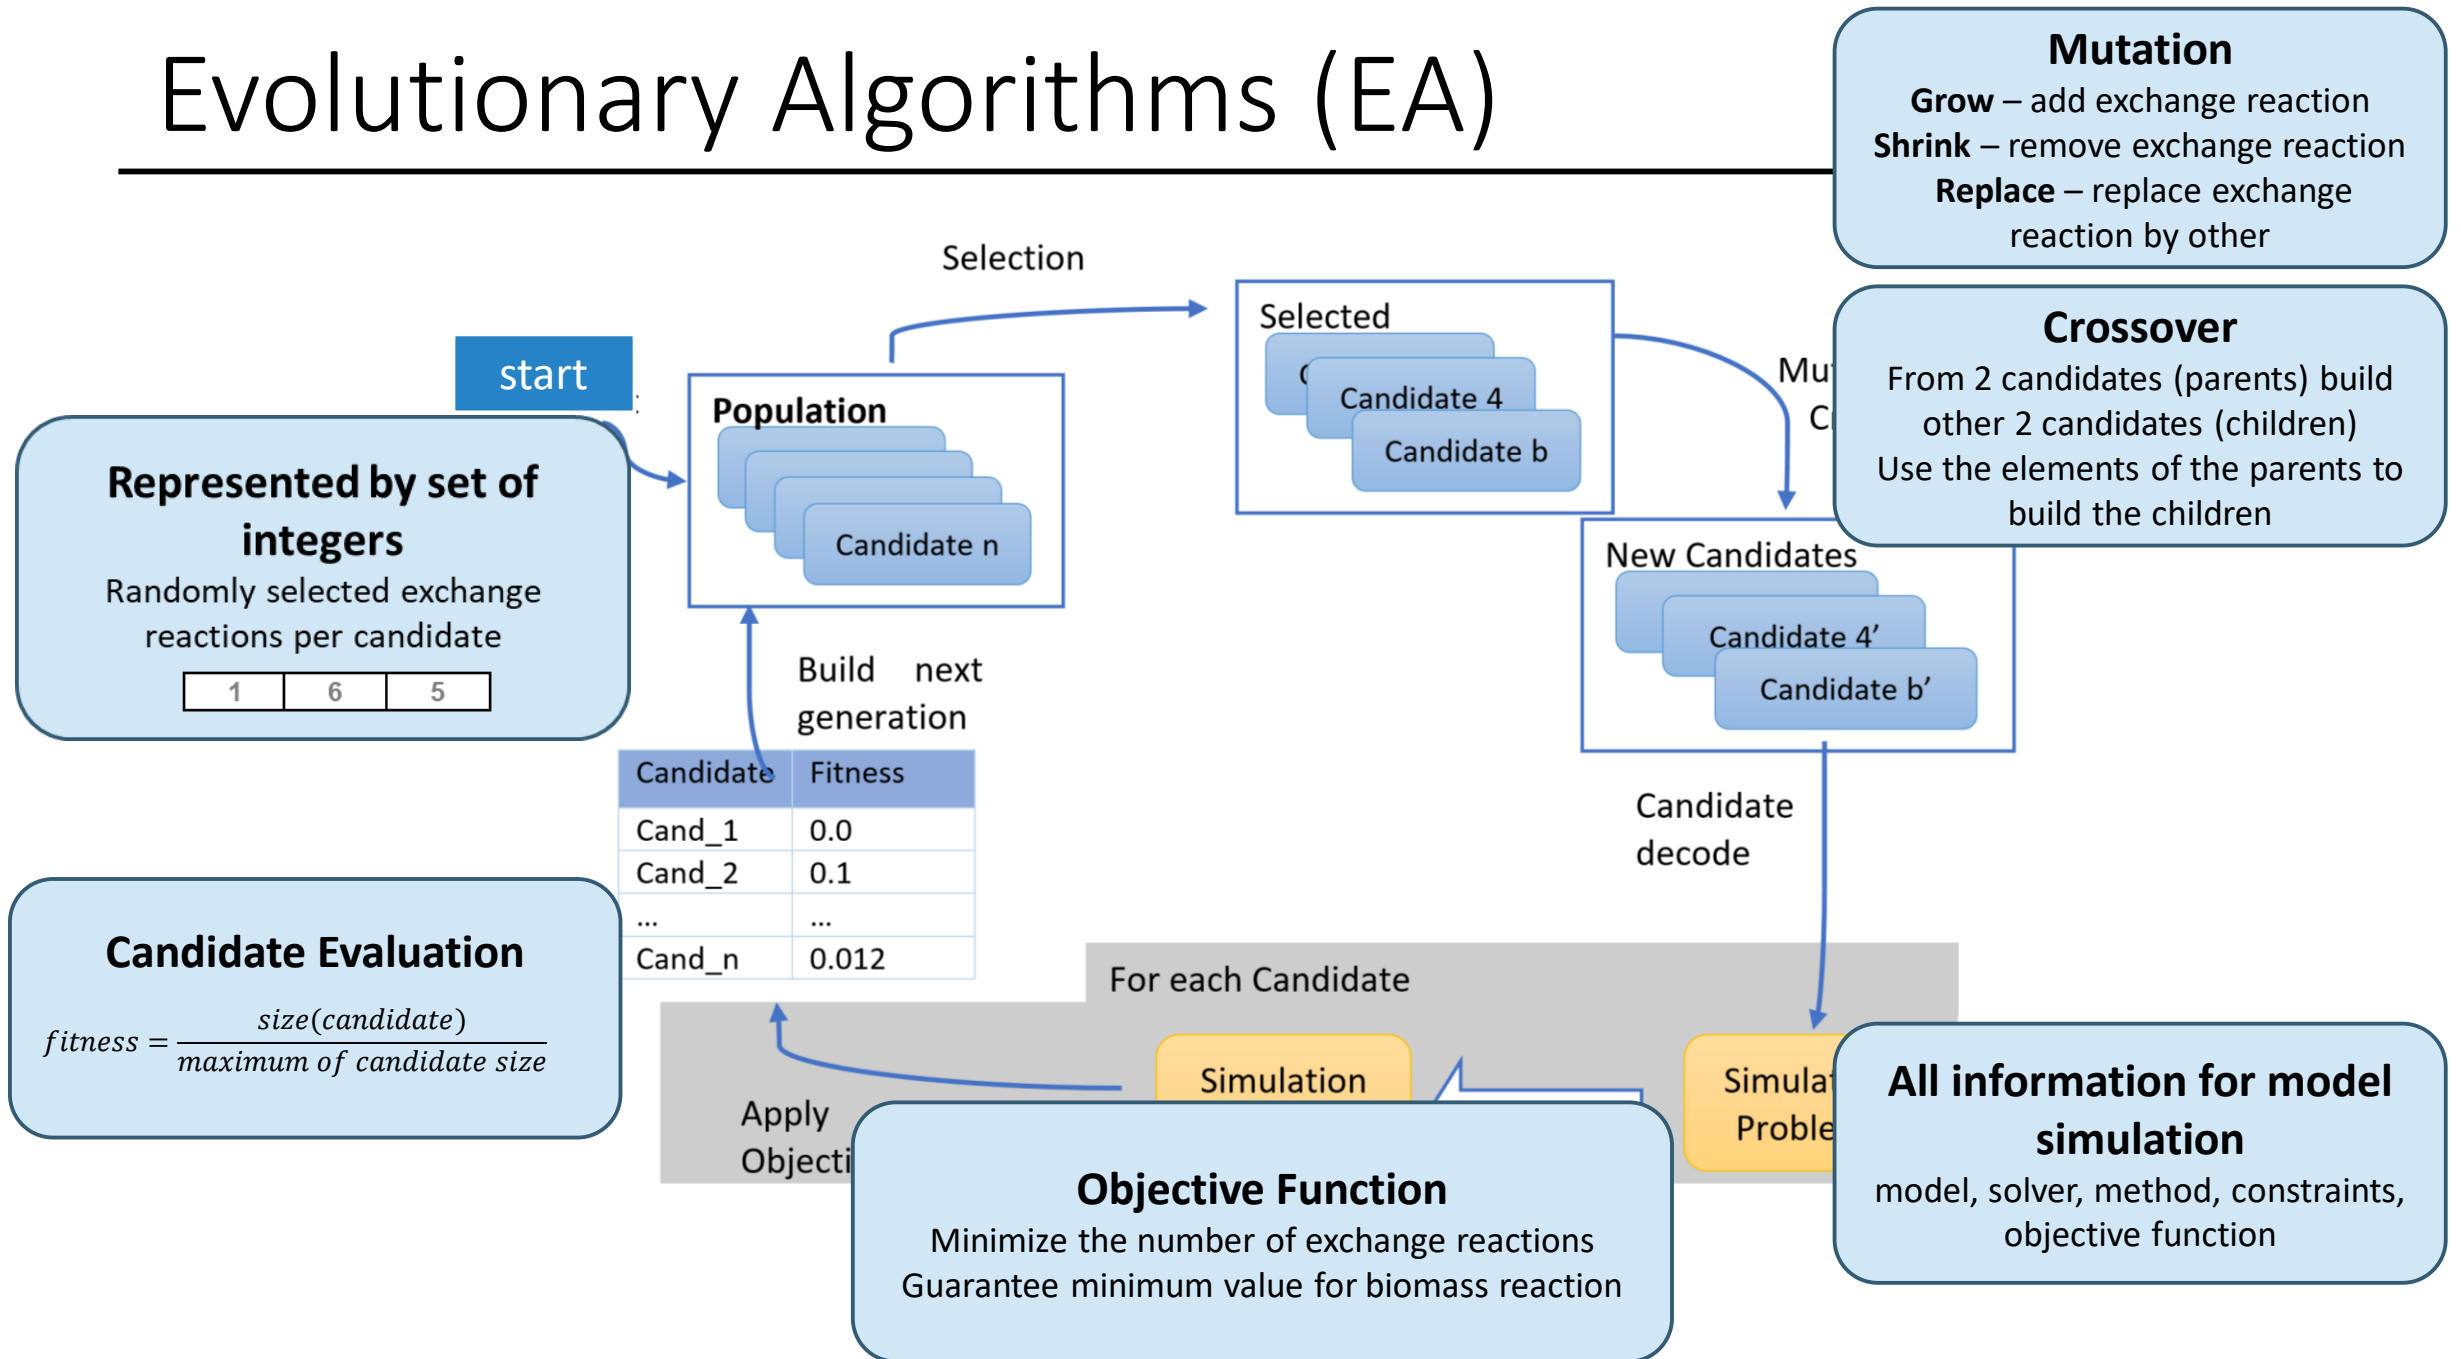 Evolutionary Algorithms (EA)
Mutation
Grow – add exchange reaction
Shrink – remove exchange reaction
Replace – replace exchange
reaction by other
Selection
start
Population
Candidate n
Selected
Candidate 4
Candidate b
Crossover
From 2 candidates (parents) build
other 2 candidates (children)
Use the elements of the parents to
build the children
Represented by set of
integers
Randomly selected exchange
reactions per candidate
1 6 5
New Candidates
Candidate 4’
Candidate b’
Build next
generation
Candidate Fitness
Cand_1 0.0
Cand_2 0.1
... ...
Cand_n 0.012
Candidate
decode
Candidate Evaluation
fitness = size(candidate)
maximum of candidate size
For each Candidate
Simulation
Apply
Objective Function
Minimize the number of exchange reactions
Guarantee minimum value for biomass reaction
All information for model
simulation
model, solver, method, constraints,
objective function